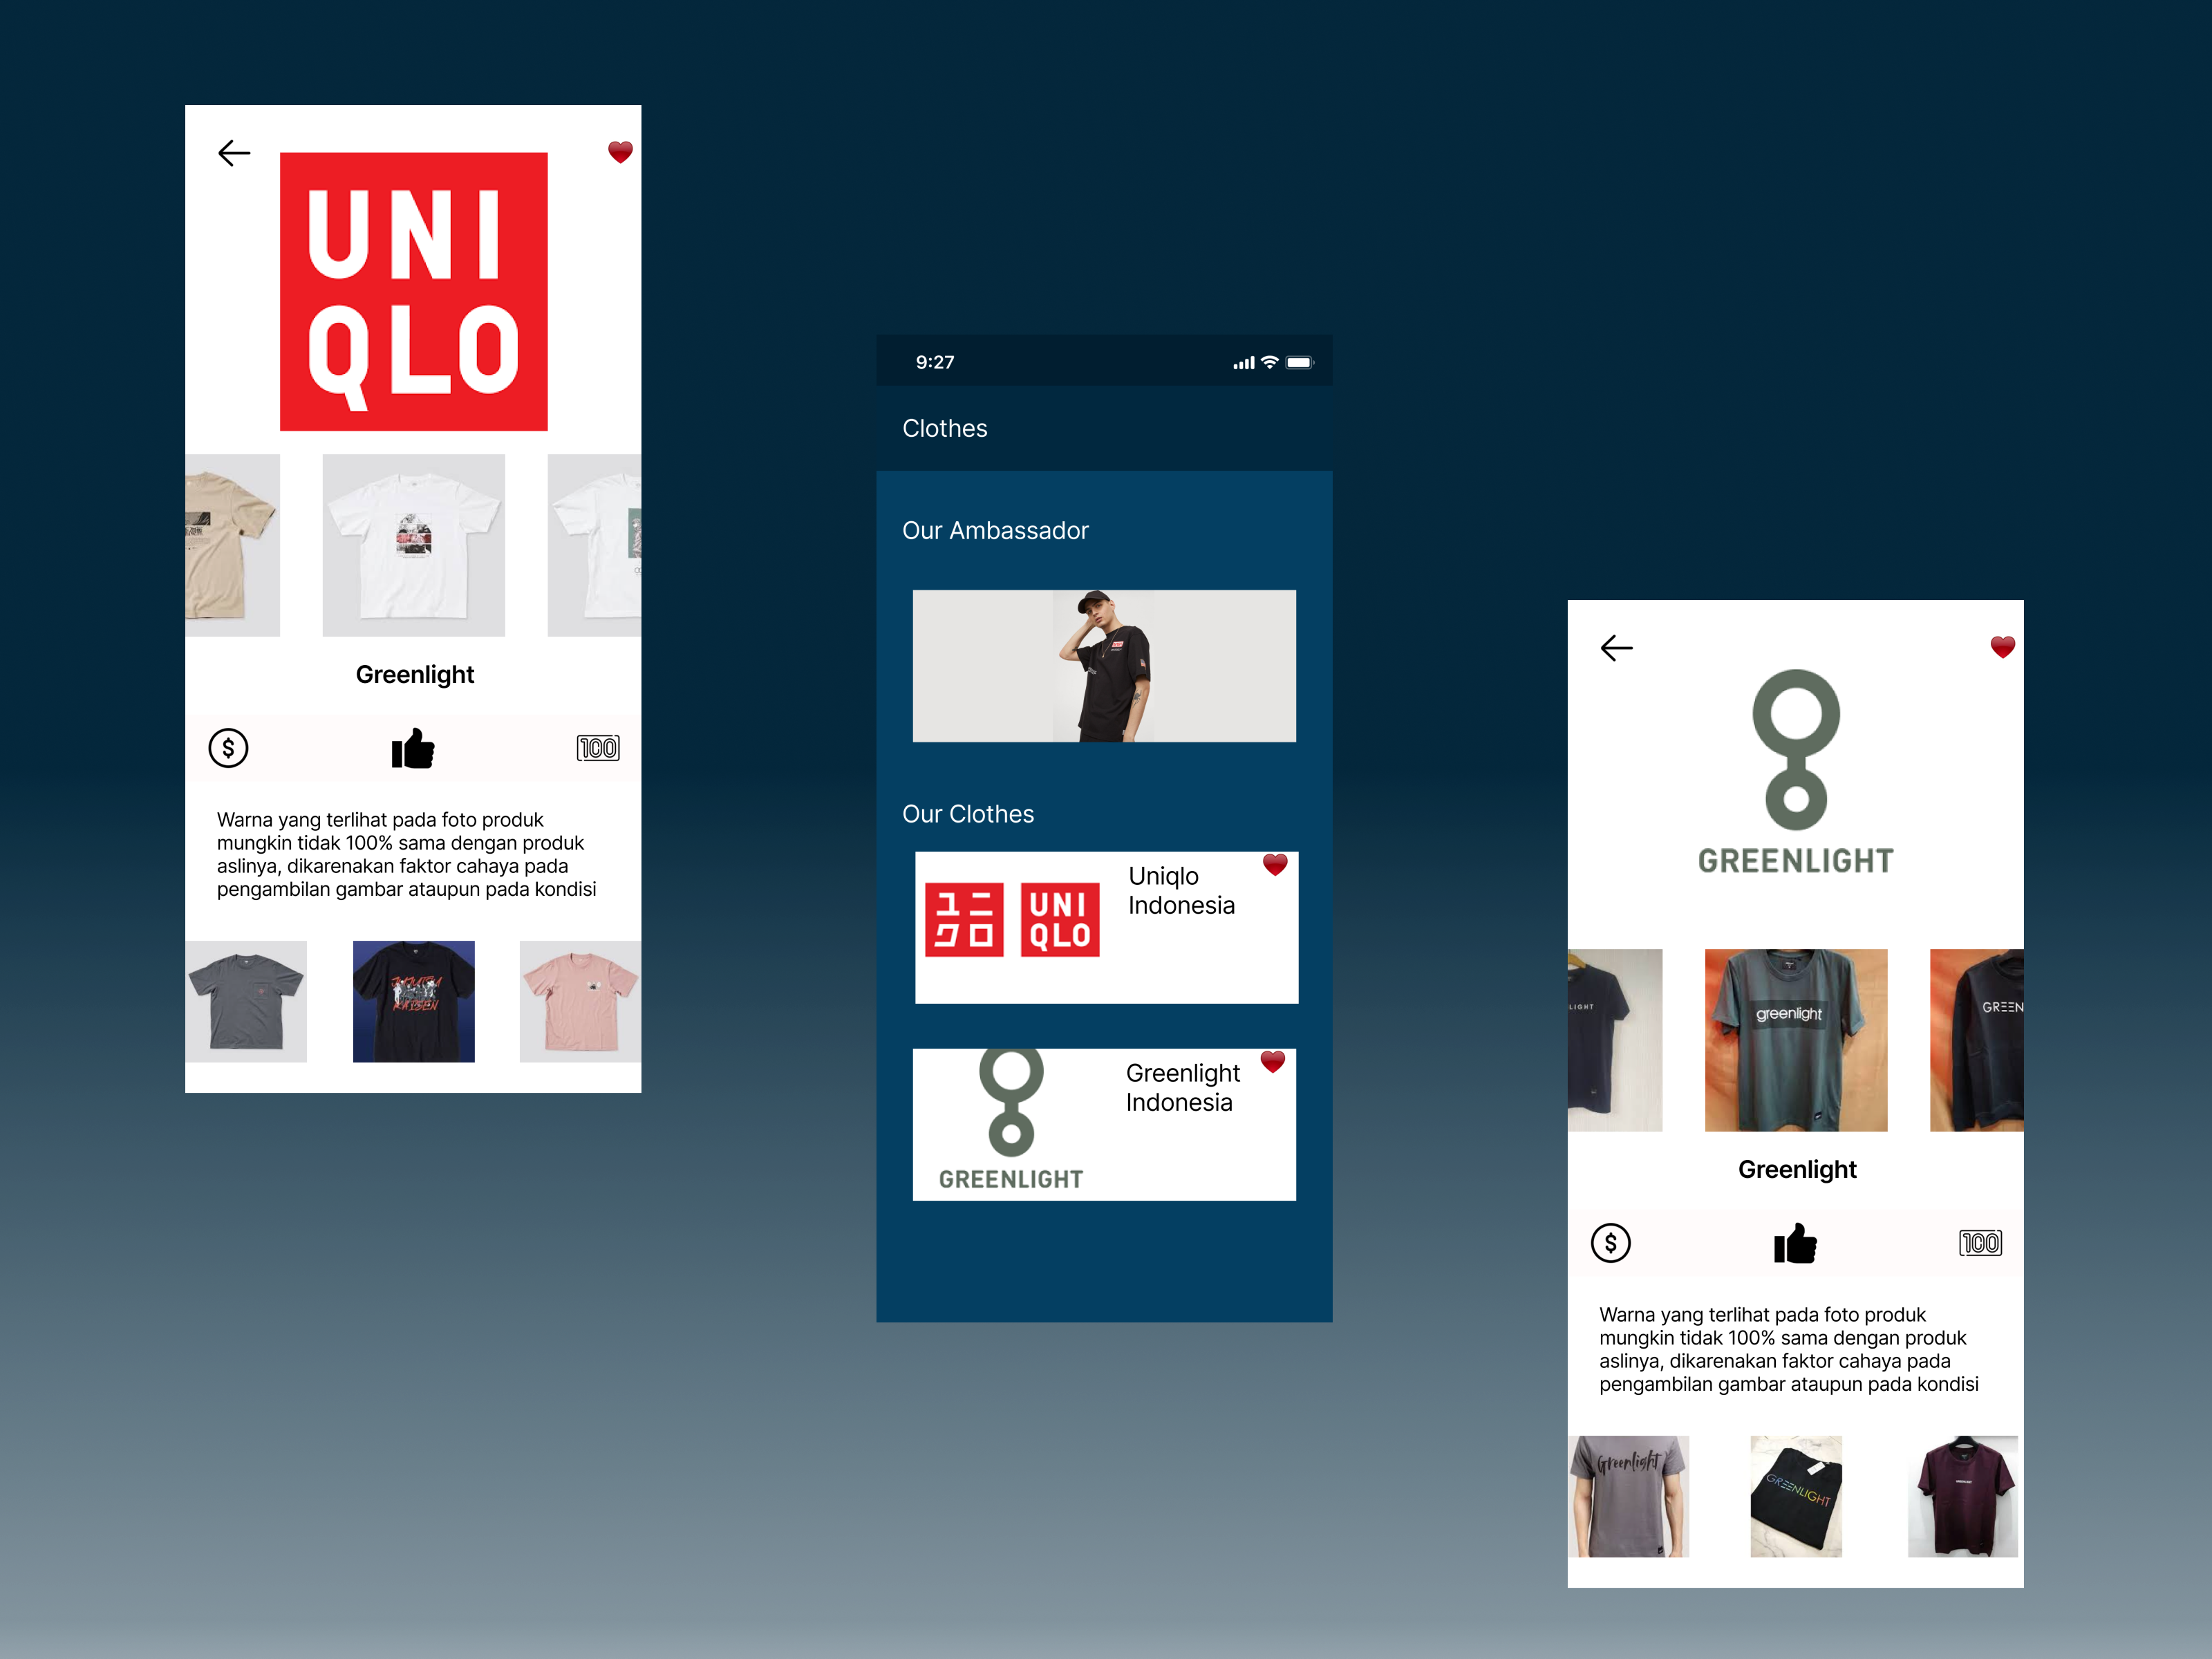 UNI
QLO
Greenlight
$
100
Warna yang terlihat pada foto produk
mungkin tidak 100% sama dengan produk
aslinya, dikarenakan faktor cahaya pada
pengambilan gambar ataupun pada kondisi
JUJUTSU
KAISEN
9:27
Clothes
Our Ambassador
Our Clothes
ユニ
クロ
UNI
QLO
Uniqlo
Indonesia
GREENLIGHT
Greenlight
Indonesia
GREENLIGHT
LIGHT
greenlight
GREEN
Greenlight
$
100
Warna yang terlihat pada foto produk
mungkin tidak 100% sama dengan produk
aslinya, dikarenakan faktor cahaya pada
pengambilan gambar ataupun pada kondisi
Greenlight
GREENLIGHT